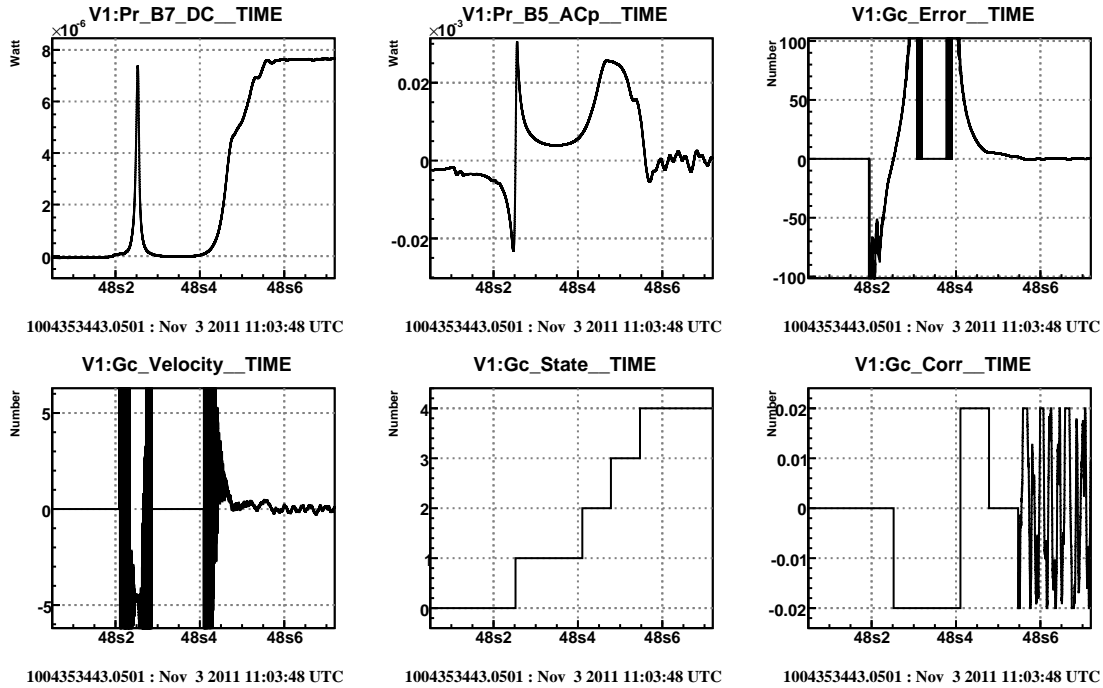 V1:Pr_B7_DC__TIME
×10-6
Watt
8
6
4
2
0
48s2 48s4 48s6
1004353443.0501 : Nov 3 2011 11:03:48 UTC
V1:Pr_B5_ACp__TIME
×10-3
Watt
0.02
0
-0.02
48s2 48s4 48s6
1004353443.0501 : Nov 3 2011 11:03:48 UTC
V1:Gc_Error__TIME
Number
100
50
0
-50
-100
48s2 48s4 48s6
1004353443.0501 : Nov 3 2011 11:03:48 UTC
V1:Gc_Velocity__TIME
Number
5
0
-5
48s2 48s4 48s6
1004353443.0501 : Nov 3 2011 11:03:48 UTC
V1:Gc_State__TIME
Number
4
3
2
1
0
48s2 48s4 48s6
1004353443.0501 : Nov 3 2011 11:03:48 UTC
V1:Gc_Corr__TIME
Number
0.02
0.01
0
-0.01
-0.02
48s2 48s4 48s6
1004353443.0501 : Nov 3 2011 11:03:48 UTC